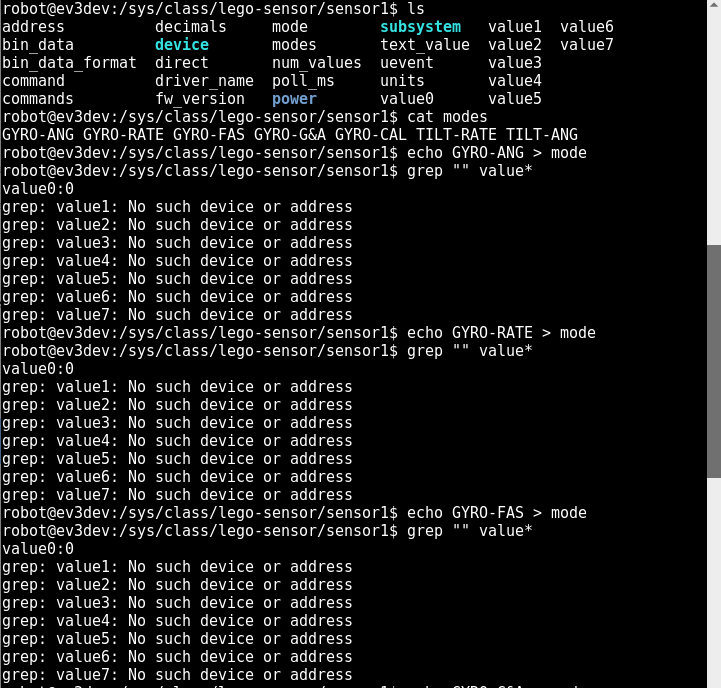 robot@ev3dev:/sys/class/lego-sensor/sensor1$ ls
address          decimals     mode        subsystem   value1  value6
bin_data         device       modes       text_value  value2  value7
bin_data_format  direct       num_values  uevent      value3
command          driver_name  poll_ms     units       value4
commands         fw_version   power       value0      value5
robot@ev3dev:/sys/class/lego-sensor/sensor1$ cat modes
GYRO-ANG GYRO-RATE GYRO-FAS GYRO-G&A GYRO-CAL TILT-RATE TILT-ANG
robot@ev3dev:/sys/class/lego-sensor/sensor1$ echo GYRO-ANG > mode
robot@ev3dev:/sys/class/lego-sensor/sensor1$ grep "" value*
value0:0
grep: value1: No such device or address
grep: value2: No such device or address
grep: value3: No such device or address
grep: value4: No such device or address
grep: value5: No such device or address
grep: value6: No such device or address
grep: value7: No such device or address
robot@ev3dev:/sys/class/lego-sensor/sensor1$ echo GYRO-RATE > mode
robot@ev3dev:/sys/class/lego-sensor/sensor1$ grep "" value*
value0:0
grep: value1: No such device or address
grep: value2: No such device or address
grep: value3: No such device or address
grep: value4: No such device or address
grep: value5: No such device or address
grep: value6: No such device or address
grep: value7: No such device or address
robot@ev3dev:/sys/class/lego-sensor/sensor1$ echo GYRO-FAS > mode
robot@ev3dev:/sys/class/lego-sensor/sensor1$ grep "" value*
value0:0
grep: value1: No such device or address
grep: value2: No such device or address
grep: value3: No such device or address
grep: value4: No such device or address
grep: value5: No such device or address
grep: value6: No such device or address
grep: value7: No such device or address